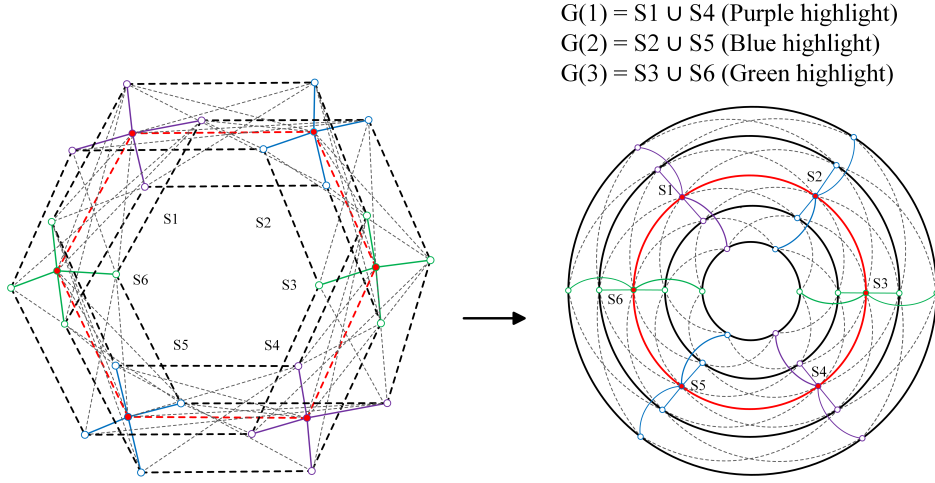 G(1) = S1 ∪ S4 (Purple highlight)
G(2) = S2 ∪ S5 (Blue highlight)
G(3) = S3 ∪ S6 (Green highlight)
S1
S2
S3
S6
S5
S4
S1
S2
S3
S6
S4
S5